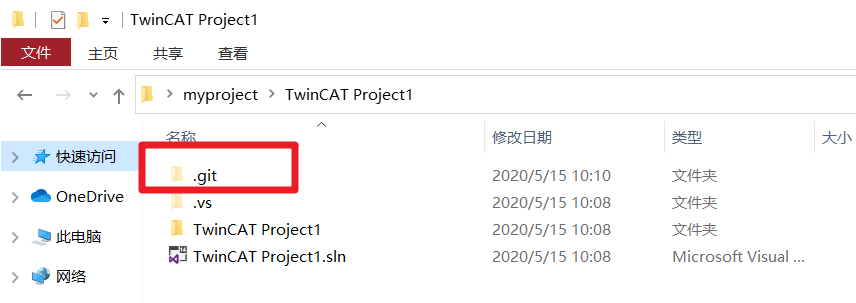 TwinCAT Project1
文件 主页 共享 查看
myproject TwinCAT Project1
名称 修改日期 类型 大小
快速访问
.git 2020/5/15 10:10 文件夹
OneDrive
.vs 2020/5/15 10:08 文件夹
此电脑
TwinCAT Project1 2020/5/15 10:08 文件夹
网络
TwinCAT Project1.sln 2020/5/15 10:08 Microsoft Visual ...